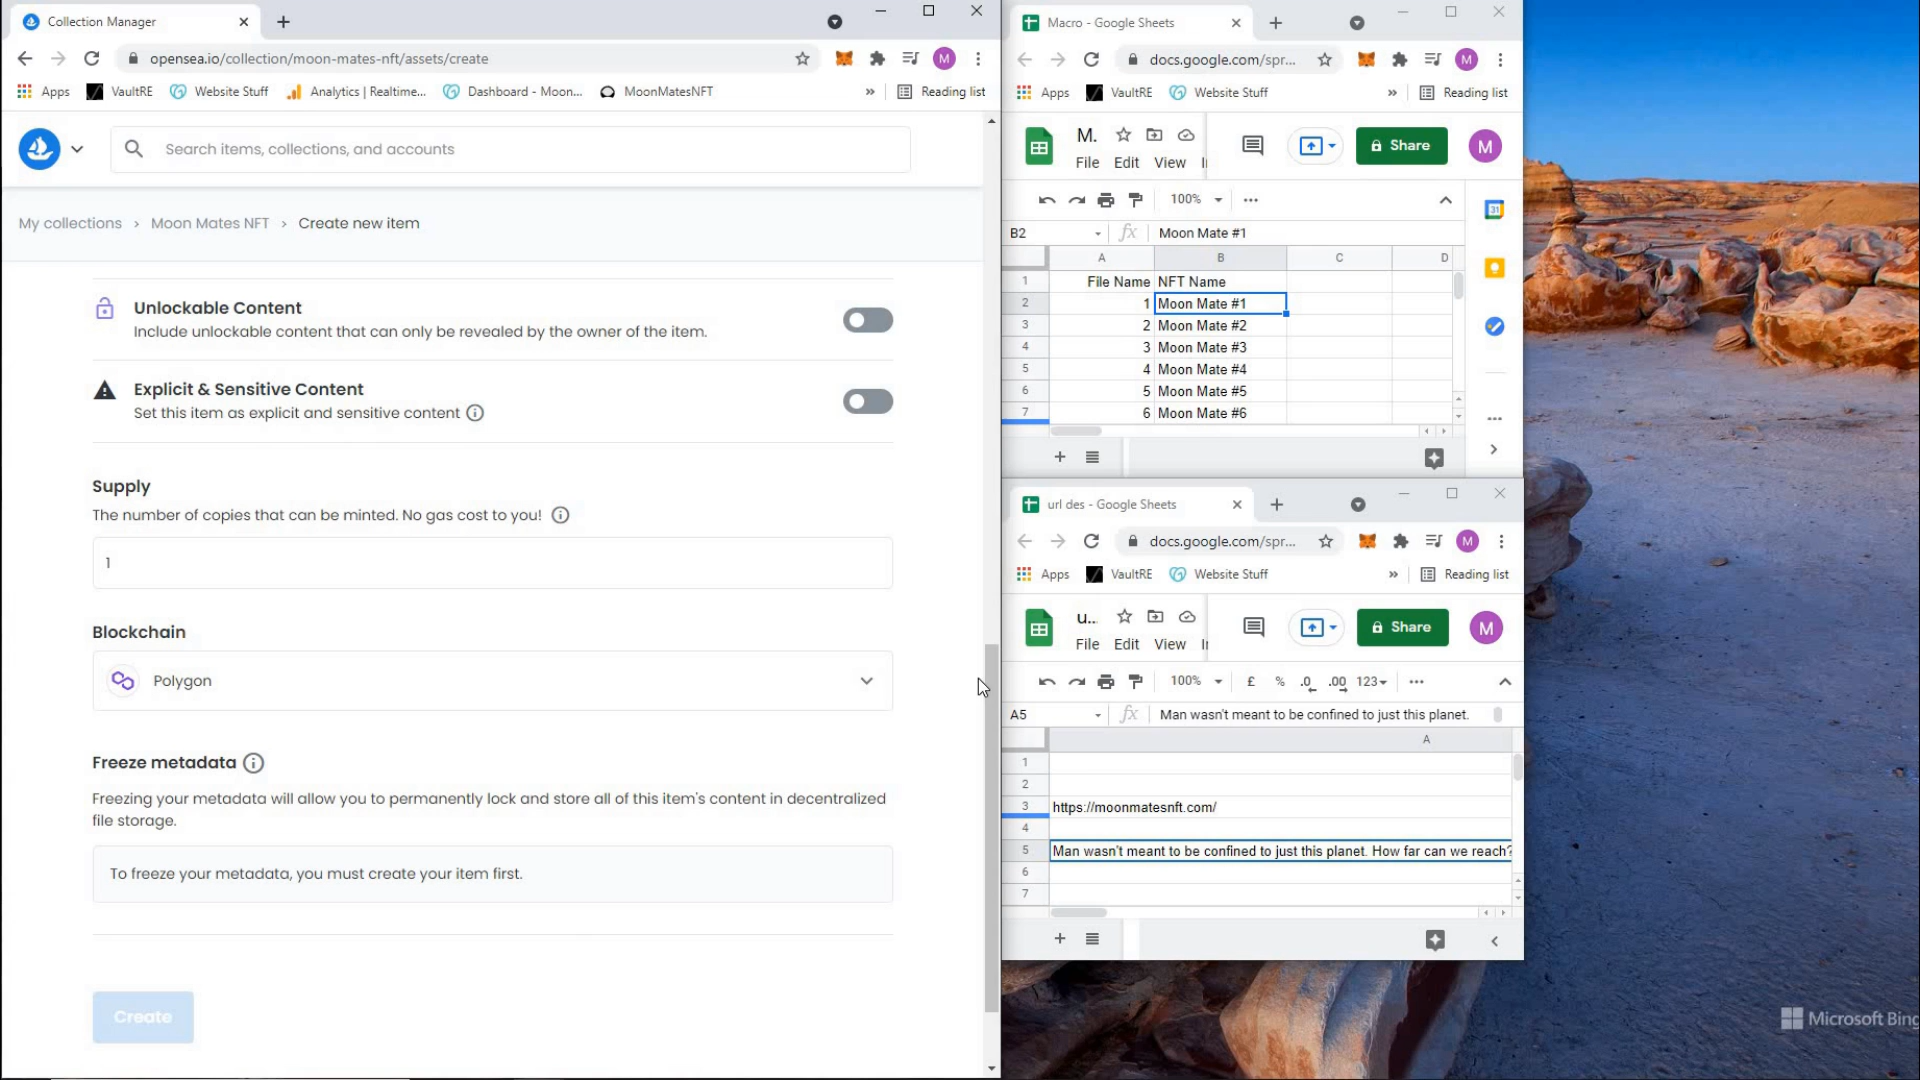 Collection Manager
opensea.io/collection/moon-mates-nft/assets/create
M
Apps
VaultRE
Website Stuff
Analytics | Realtime...
Dashboard - Moon...
MoonMatesNFT
»
Reading list
Search items, collections, and accounts
My collections > Moon Mates NFT > Create new item
Unlockable Content
Include unlockable content that can only be revealed by the owner of the item.
Explicit & Sensitive Content
Set this item as explicit and sensitive content
Supply
The number of copies that can be minted. No gas cost to you!
1
Blockchain
Polygon
Freeze metadata
Freezing your metadata will allow you to permanently lock and store all of this item's content in decentralized
file storage.
To freeze your metadata, you must create your item first.
Create
Macro - Google Sheets
docs.google.com/spr...
M
Apps
VaultRE
Website Stuff
»
Reading list
M.
Share
M
File Edit View I
100%
B2
fx
Moon Mate #1
A B C D
1 File Name NFT Name
2 1 Moon Mate #1
3 2 Moon Mate #2
4 3 Moon Mate #3
5 4 Moon Mate #4
6 5 Moon Mate #5
7 6 Moon Mate #6
31
url des - Google Sheets
docs.google.com/spr...
M
Apps
VaultRE
Website Stuff
»
Reading list
u...
Share
M
File Edit View I
100% £ % .0 .00 123
A5
fx
Man wasn't meant to be confined to just this planet.
A
1
2
3 https://moonmatesnft.com/
4
5 Man wasn't meant to be confined to just this planet. How far can we reach?
6
7
Microsoft Bing